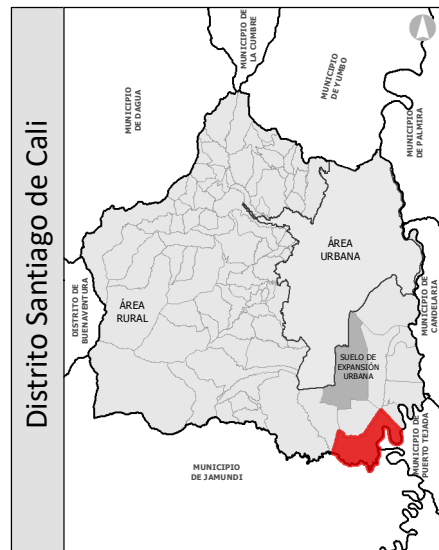 Distrito Santiago de Cali
MUNICIPIO
DE DAGUA
MUNICIPIO
DE
LA CUMBRE
MUNICIPIO
DE YUMBO
MUNICIPIO
DE
PALMIRA
DISTRITO DE
BUENAVENTURA
ÁREA
RURAL
ÁREA
URBANA
SUELO DE
EXPANSIÓN
URBANA
MUNICIPIO DE
CANDELARIA
MUNICIPIO DE
PUERTO TEJADA
MUNICIPIO
DE JAMUNDI